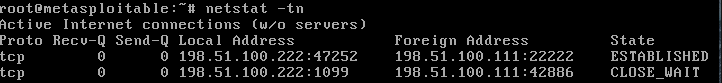 root@metasploitable:~# netstat -tn
Active Internet connections (w/o servers)
Proto Recv-Q Send-Q Local Address           Foreign Address         State
tcp        0      0 198.51.100.222:47252    198.51.100.111:22222    ESTABLISHED
tcp        0      0 198.51.100.222:1099     198.51.100.111:42886    CLOSE_WAIT